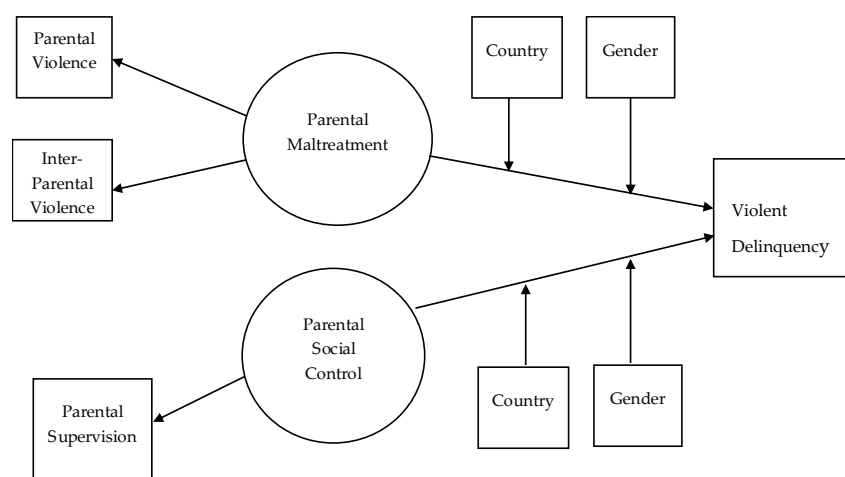 Parental
Violence
Inter-
Parental
Violence
Parental
Maltreatment
Country
Gender
Violent
Delinquency
Parental
Social
Control
Parental
Supervision
Country
Gender